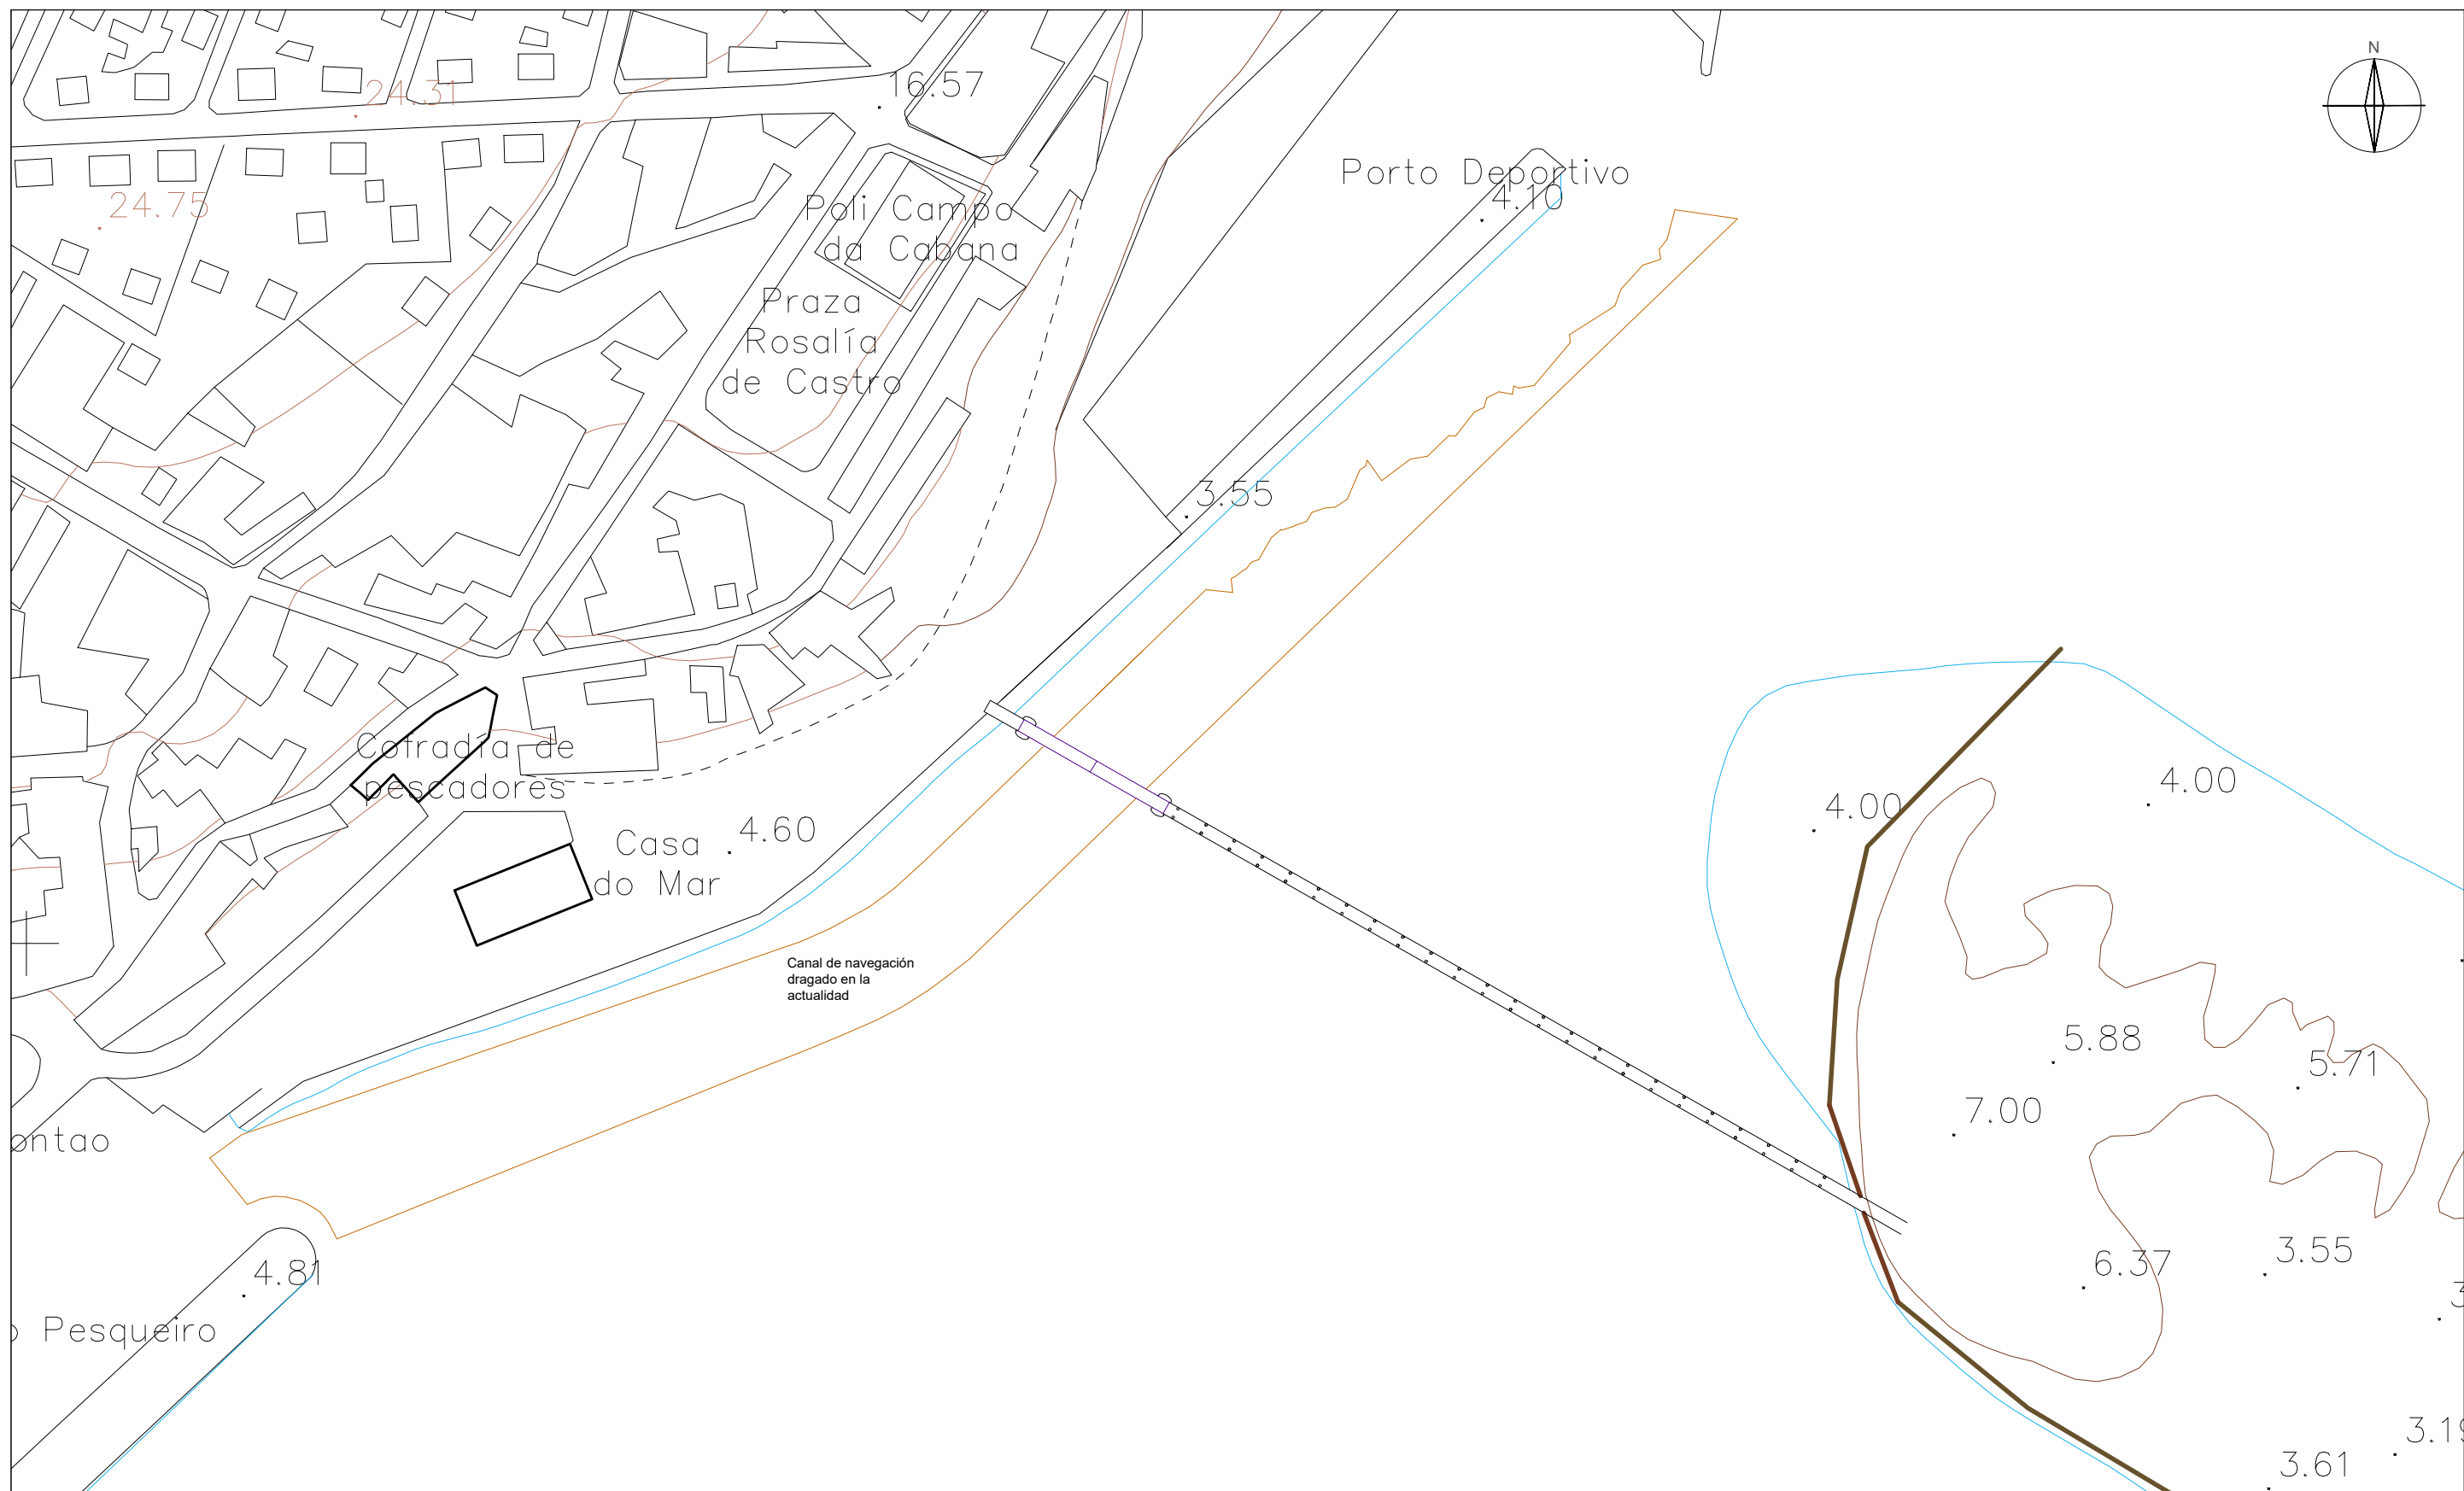 N
24.31
16.57
Porto Deportivo
4.10
24.75
Poli Campo
da Cabana
Praza
Rosalía
de Castro
3.55
Cofradía de
pescadores
4.00
4.00
Casa
do Mar
4.60
Canal de navegación
dragado en la
actualidad
5.88
5.71
7.00
ontao
4.81
6.37
3.55
Pesqueiro
3.61